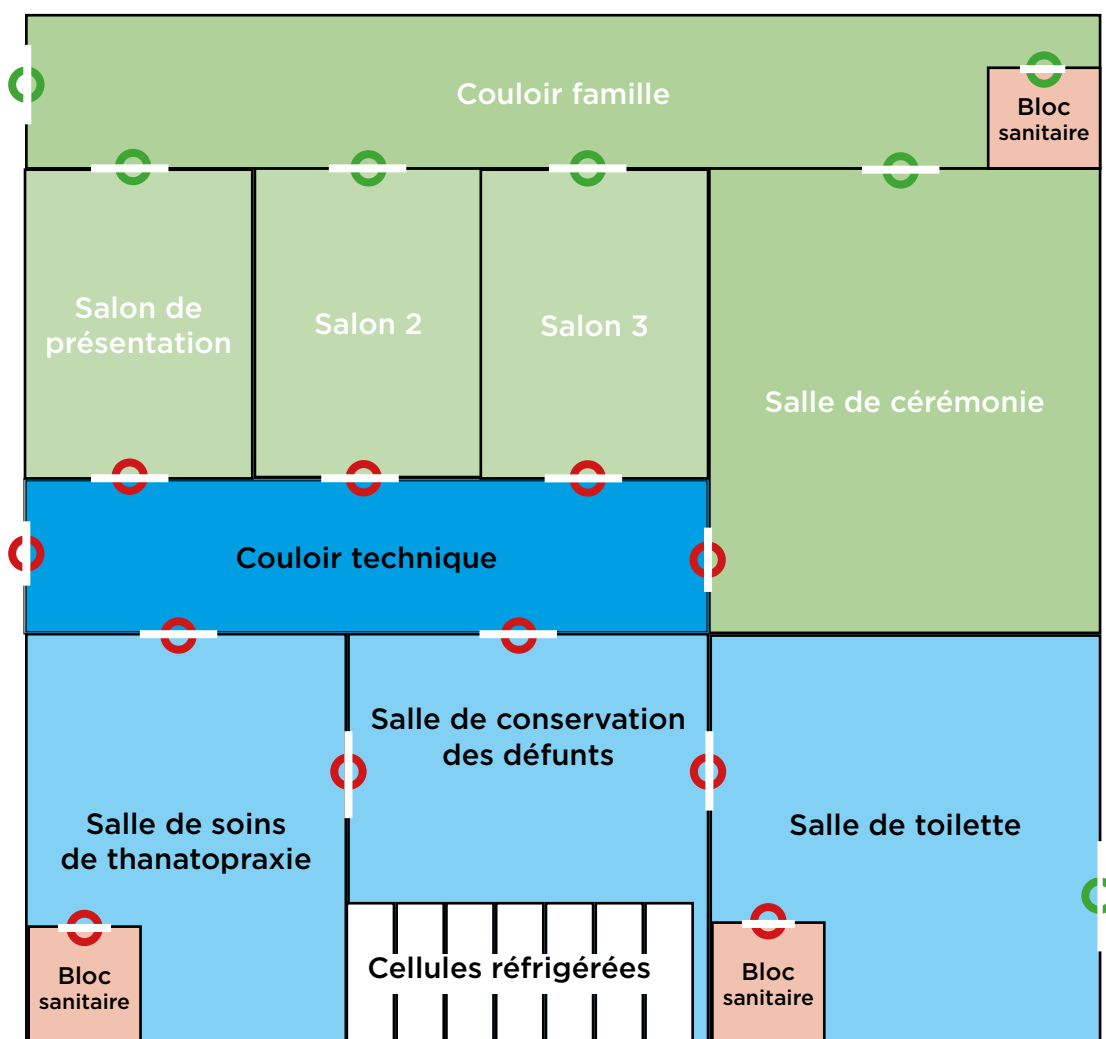 Couloir famille
Bloc
sanitaire
Salon de
présentation
Salon 2
Salon 3
Salle de cérémonie
Couloir technique
Salle de conservation
des défunts
Salle de soins
de thanatopraxie
Salle de toilette
Bloc
sanitaire
Cellules réfrigérées
Bloc
sanitaire